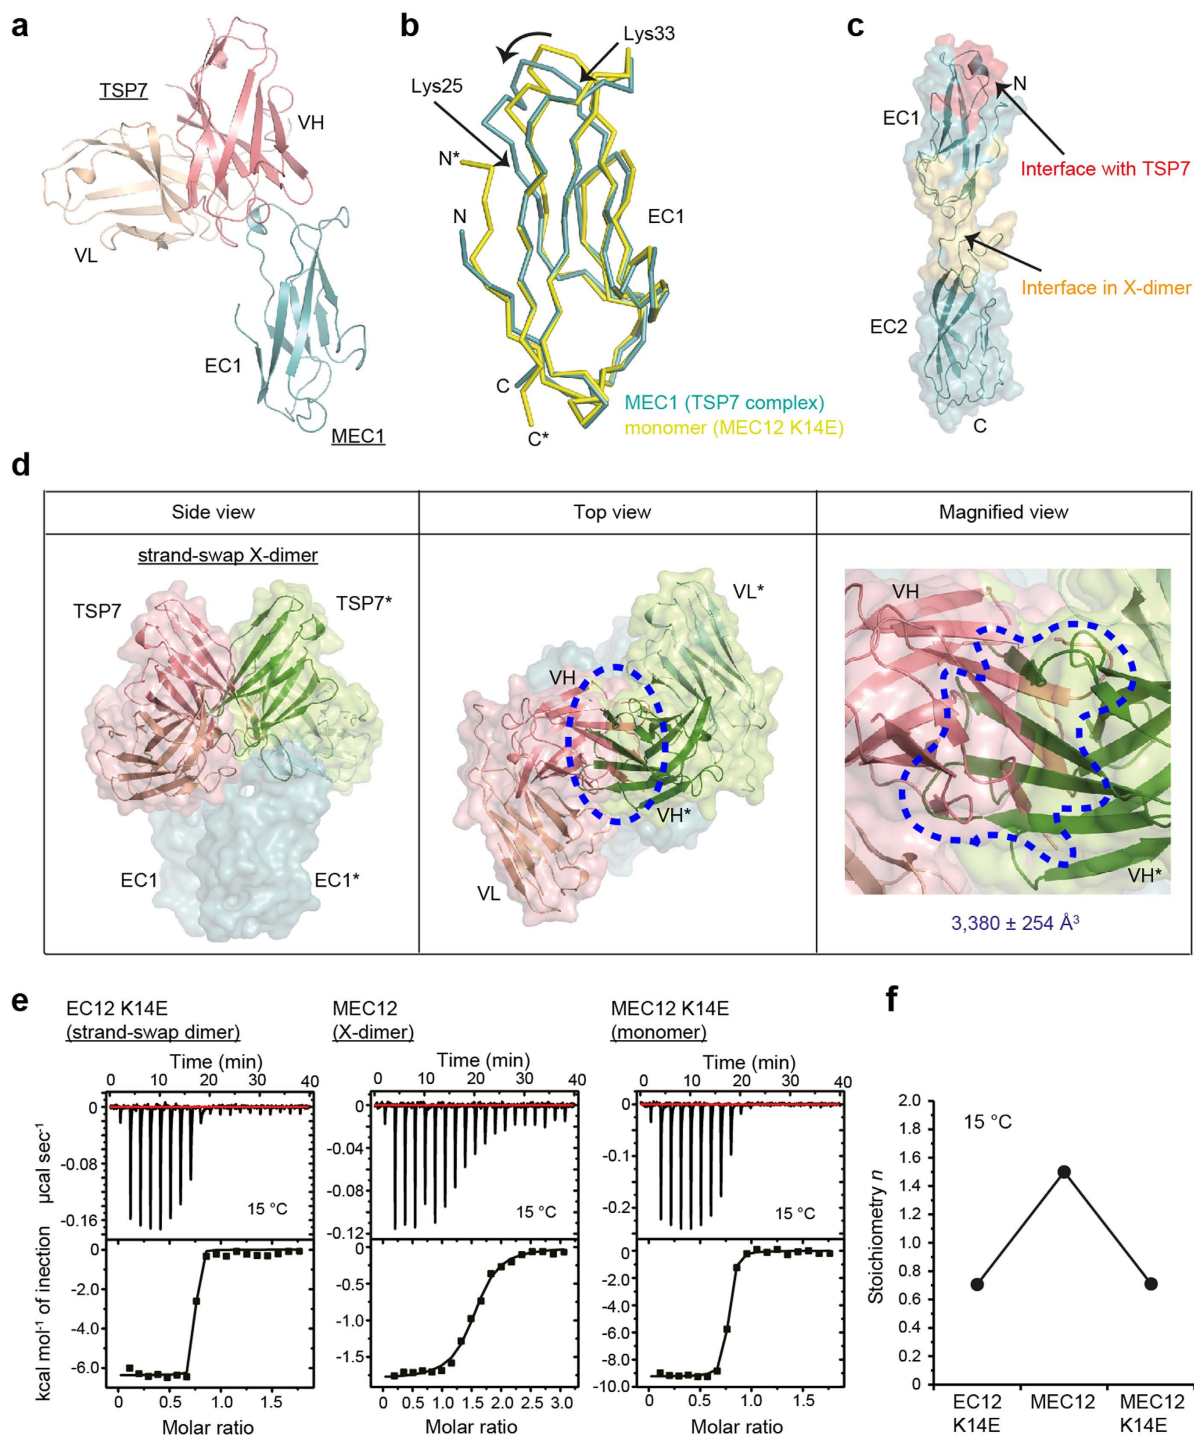 a
TSP7
VH
VL
EC1
MEC1
b
Lys33
Lys25
N*
N
EC1
C
C*
MEC1 (TSP7 complex)
monomer (MEC12 K14E)
c
N
EC1
Interface with TSP7
Interface in X-dimer
EC2
C
d
Side view
Top view
Magnified view
strand-swap X-dimer
TSP7
TSP7*
EC1
EC1*
VL*
VH
VH*
VL
VH
VH*
3,380 ± 254 Å³
e
EC12 K14E
(strand-swap dimer)
Time (min)
0 10 20 30 40
0
-0.08
-0.16
µcal sec⁻¹
15 °C
0
-2.0
-4.0
-6.0
kcal mol⁻¹ of inection
0 0.5 1.0 1.5
Molar ratio
MEC12
(X-dimer)
Time (min)
0 10 20 30 40
0
-0.04
-0.08
-0.12
15 °C
0
-0.5
-1.0
-1.5
0 0.5 1.0 1.5 2.0 2.5 3.0
Molar ratio
MEC12 K14E
(monomer)
Time (min)
0 10 20 30 40
0
-0.1
-0.2
15 °C
0
-2.0
-4.0
-6.0
-8.0
-10.0
0 0.5 1.0 1.5
Molar ratio
f
15 °C
Stoichiometry n
2.0
1.8
1.6
1.4
1.2
1.0
0.8
0.6
0.4
0.2
0
EC12 K14E
MEC12
MEC12 K14E